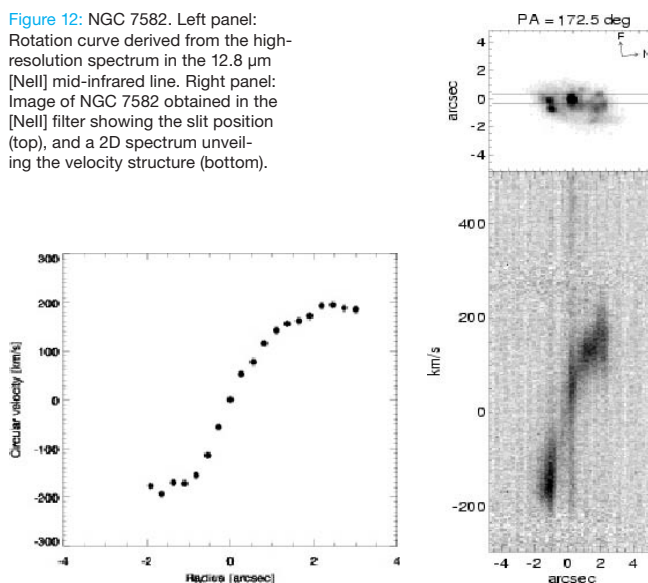 Figure 12: NGC 7582. Left panel:
Rotation curve derived from the high-
resolution spectrum in the 12.8 µm
[NeII] mid-infrared line. Right panel:
Image of NGC 7582 obtained in the
[NeII] filter showing the slit position
(top), and a 2D spectrum unveil-
ing the velocity structure (bottom).
PA = 172.5 deg
E
N
arcsec
4
2
0
-2
-4
km/s
400
200
0
-200
-4 -2 0 2 4
arcsec
Circular velocity [km/s]
300
200
100
0
-100
-200
-300
-4 -2 0 2 4
Radius [arcsec]